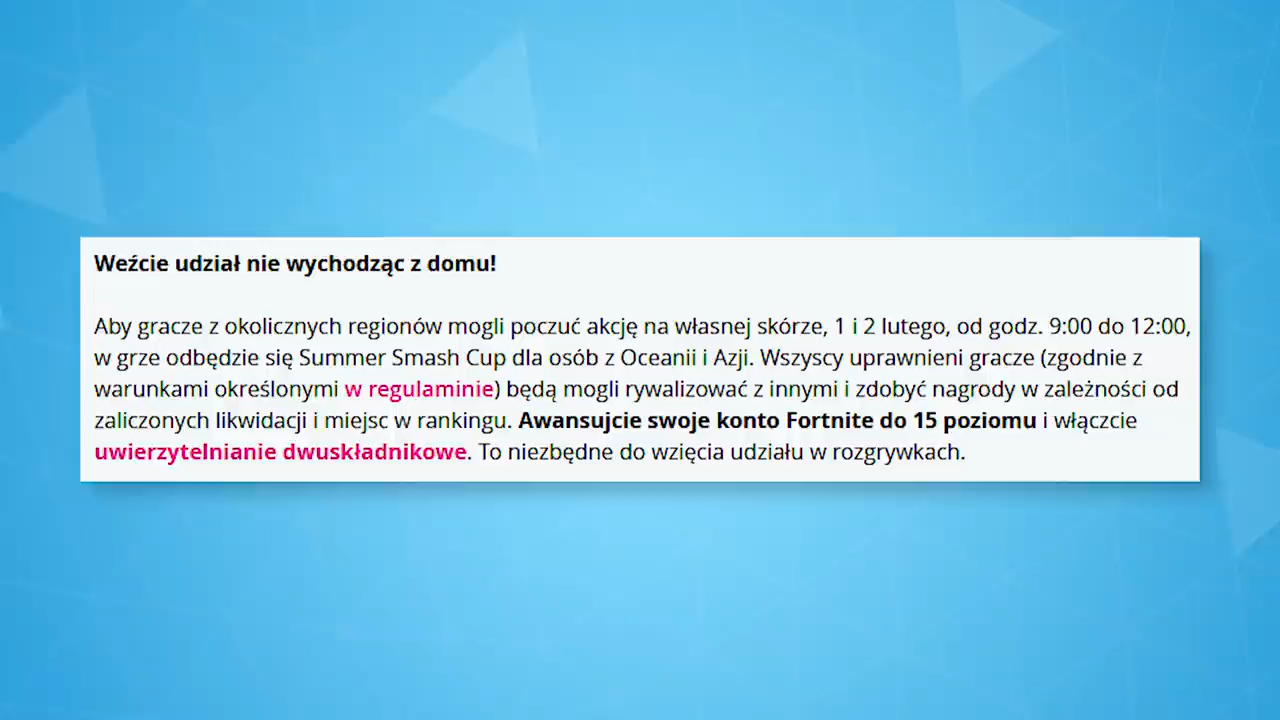 Weźcie udział nie wychodząc z domu!
Aby gracze z okolicznych regionów mogli poczuć akcję na własnej skórze, 1 i 2 lutego, od godz. 9:00 do 12:00,
w grze odbędzie się Summer Smash Cup dla osób z Oceanii i Azji. Wszyscy uprawnieni gracze (zgodnie z
warunkami określonymi w regulaminie) będą mogli rywalizować z innymi i zdobyć nagrody w zależności od
zaliczonych likwidacji i miejsc w rankingu. Awansujcie swoje konto Fortnite do 15 poziomu i włączcie
uwierzytelnianie dwuskładnikowe. To niezbędne do wzięcia udziału w rozgrywkach.